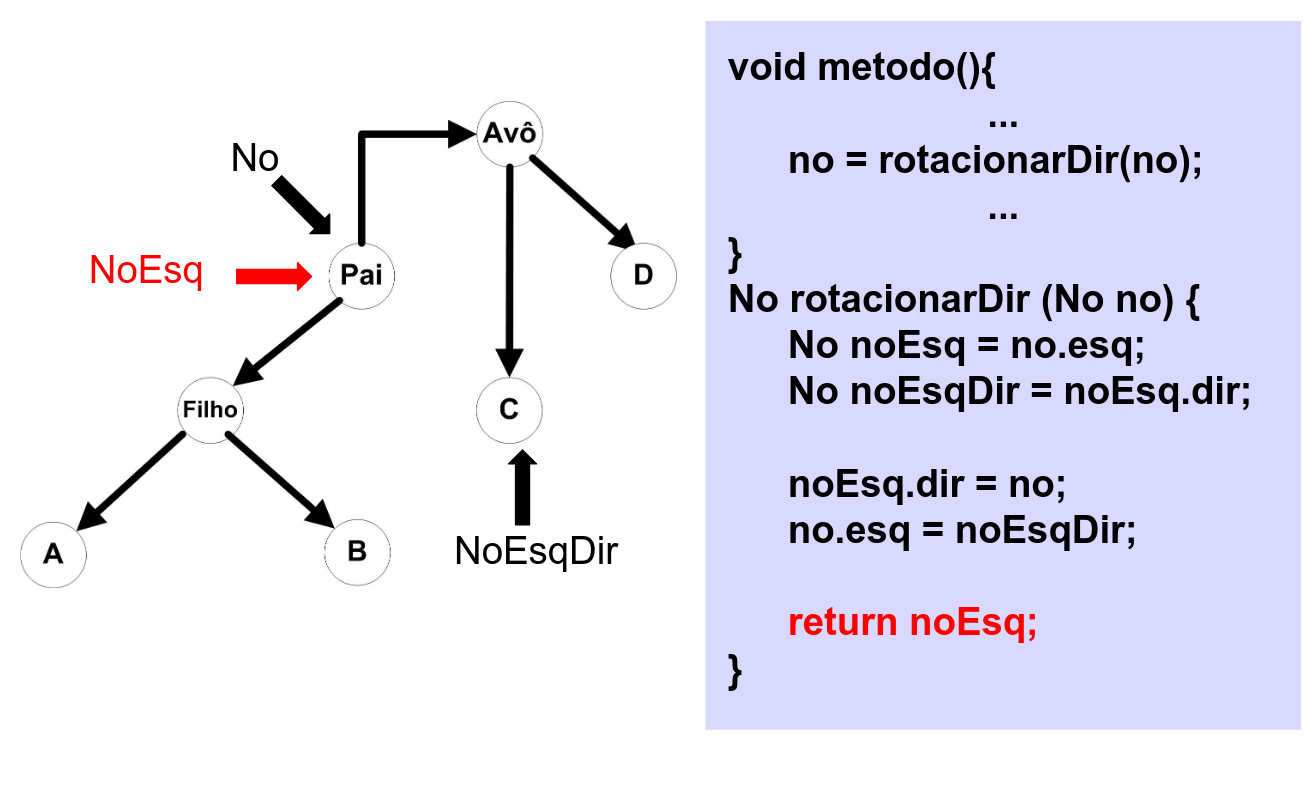 Avô
No
NoEsq
Pai
D
Filho
C
A
B
NoEsqDir
void metodo(){
...
no = rotacionarDir(no);
...
}
No rotacionarDir (No no) {
No noEsq = no.esq;
No noEsqDir = noEsq.dir;
noEsq.dir = no;
no.esq = noEsqDir;
return noEsq;
}